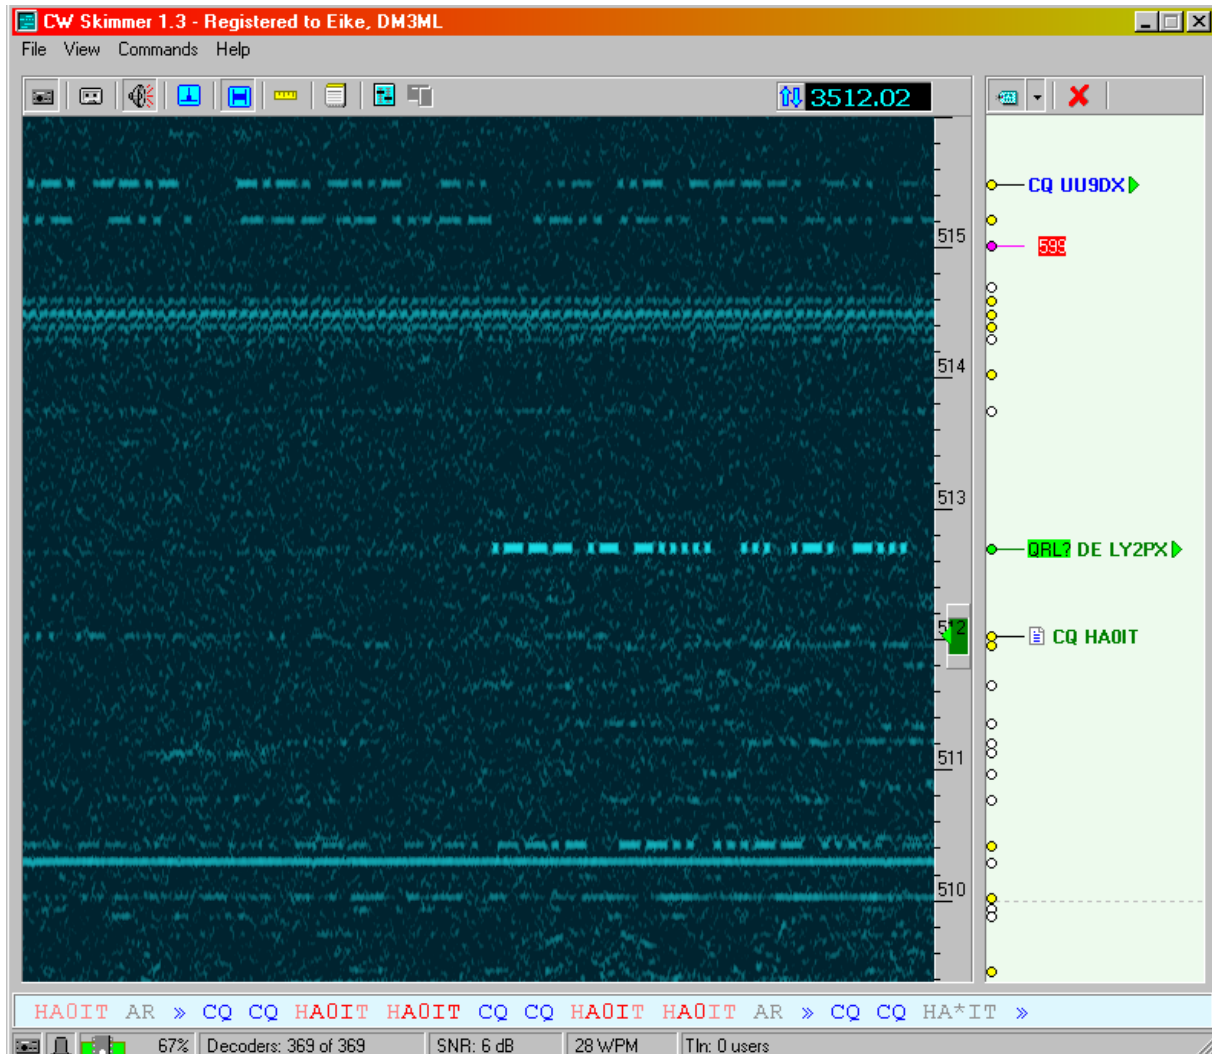 CW Skimmer 1.3 - Registered to Eike, DM3ML
File View Commands Help
3512.02
CQ UU9DX
515
599
514
513
QRL? DE LY2PX
512
CQ HA0IT
511
510
HA0IT AR » CQ CQ HA0IT HA0IT CQ CQ HA0IT HA0IT AR » CQ CQ HA*IT »
67% Decoders: 369 of 369 SNR: 6 dB 28 WPM Tln: 0 users